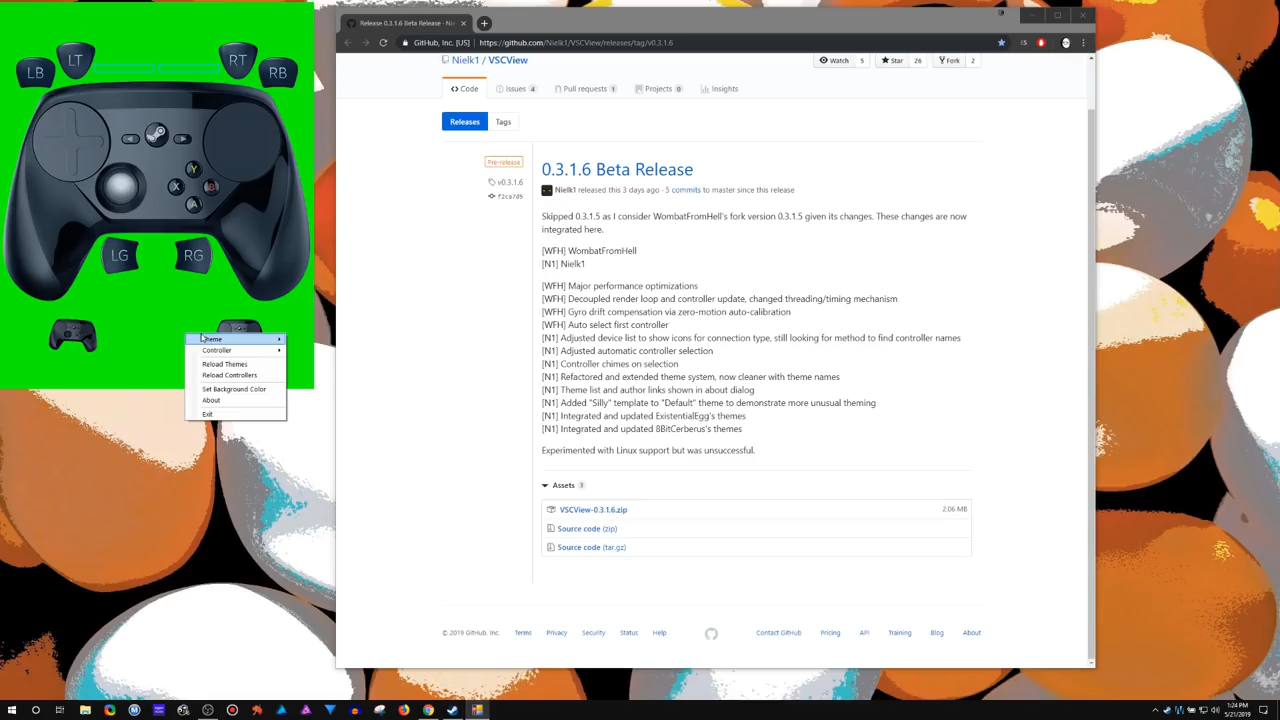 LB
LT
RT
RB
Y
X
B
A
LG
RG
Theme
Controller
Reload Themes
Reload Controllers
Set Background Color
About
Exit
Release 0.3.1.6 Beta Release · Nie
GitHub, Inc. [US]
https://github.com/Nielk1/VSCView/releases/tag/v0.3.1.6
Nielk1 / VSCView
Watch 5
Star 26
Fork 2
Code
Issues 4
Pull requests 1
Projects 0
Insights
Releases
Tags
Pre-release
v0.3.1.6
f2ca7d5
0.3.1.6 Beta Release
Nielk1 released this 3 days ago · 5 commits to master since this release
Skipped 0.3.1.5 as I consider WombatFromHell's fork version 0.3.1.5 given its changes. These changes are now
integrated here.
[WFH] WombatFromHell
[N1] Nielk1
[WFH] Major performance optimizations
[WFH] Decoupled render loop and controller update, changed threading/timing mechanism
[WFH] Gyro drift compensation via zero-motion auto-calibration
[WFH] Auto select first controller
[N1] Adjusted device list to show icons for connection type, still looking for method to find controller names
[N1] Adjusted automatic controller selection
[N1] Controller chimes on selection
[N1] Refactored and extended theme system, now cleaner with theme names
[N1] Theme list and author links shown in about dialog
[N1] Added "Silly" template to "Default" theme to demonstrate more unusual theming
[N1] Integrated and updated ExistentialEgg's themes
[N1] Integrated and updated 8BitCerberus's themes
Experimented with Linux support but was unsuccessful.
Assets 3
VSCView-0.3.1.6.zip
2.06 MB
Source code (zip)
Source code (tar.gz)
© 2019 GitHub, Inc.
Terms
Privacy
Security
Status
Help
Contact GitHub
Pricing
API
Training
Blog
About
1:24 PM
5/21/2019